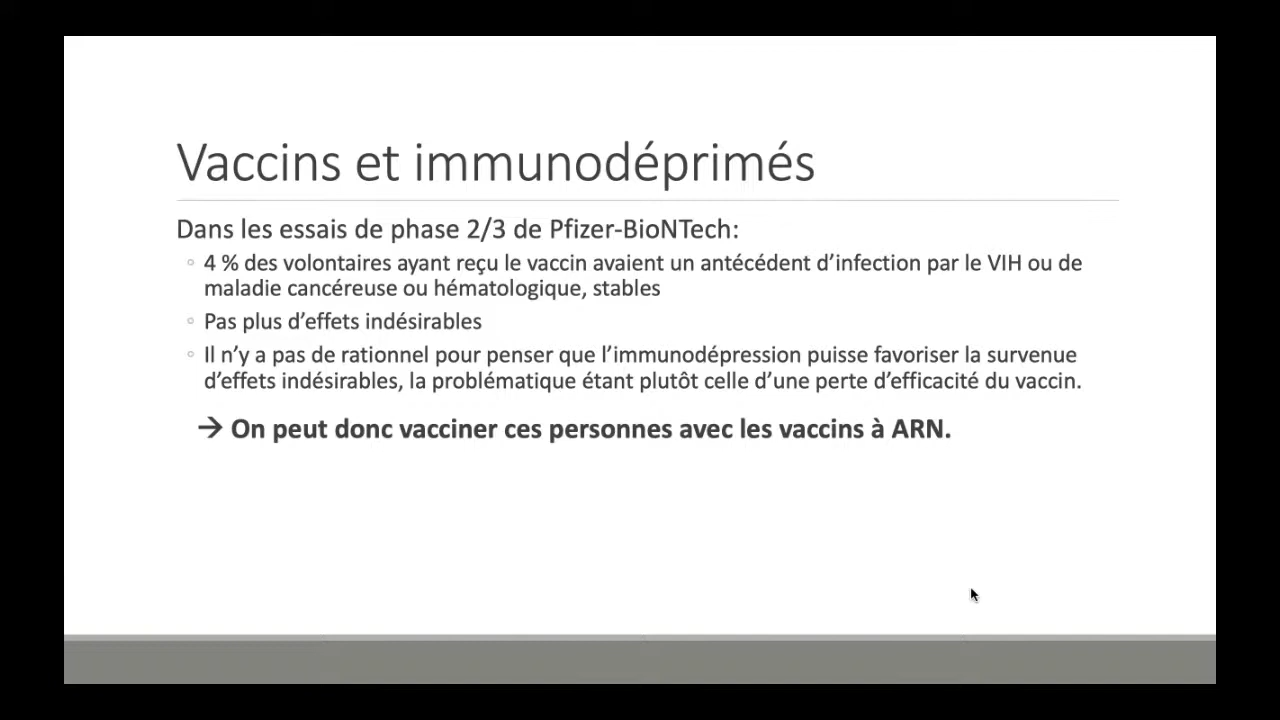 Vaccins et immunodéprimés
Dans les essais de phase 2/3 de Pfizer-BioNTech:
◦ 4 % des volontaires ayant reçu le vaccin avaient un antécédent d’infection par le VIH ou de
maladie cancéreuse ou hématologique, stables
◦ Pas plus d’effets indésirables
◦ Il n’y a pas de rationnel pour penser que l’immunodépression puisse favoriser la survenue
d’effets indésirables, la problématique étant plutôt celle d’une perte d’efficacité du vaccin.
→ On peut donc vacciner ces personnes avec les vaccins à ARN.